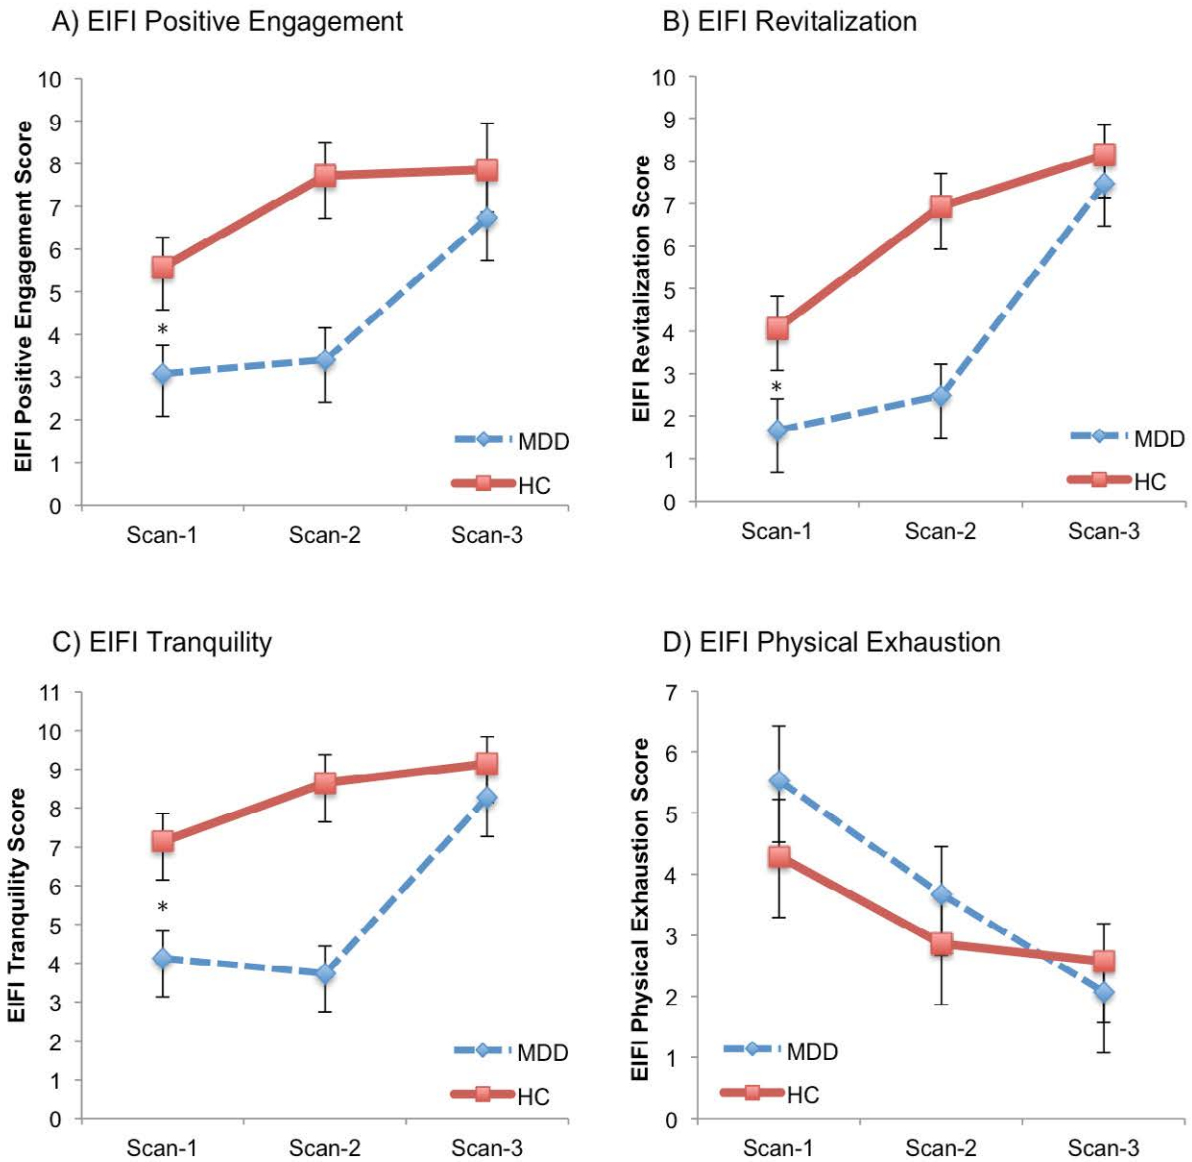 A) EIFI Positive Engagement
EIFI Positive Engagement Score
10
9
8
7
6
5
4
3
2
1
0
*
MDD
HC
Scan-1 Scan-2 Scan-3
B) EIFI Revitalization
EIFI Revitalization Score
10
9
8
7
6
5
4
3
2
1
0
*
MDD
HC
Scan-1 Scan-2 Scan-3
C) EIFI Tranquility
EIFI Tranquility Score
11
10
9
8
7
6
5
4
3
2
1
0
*
MDD
HC
Scan-1 Scan-2 Scan-3
D) EIFI Physical Exhaustion
EIFI Physical Exhaustion Score
7
6
5
4
3
2
1
0
MDD
HC
Scan-1 Scan-2 Scan-3